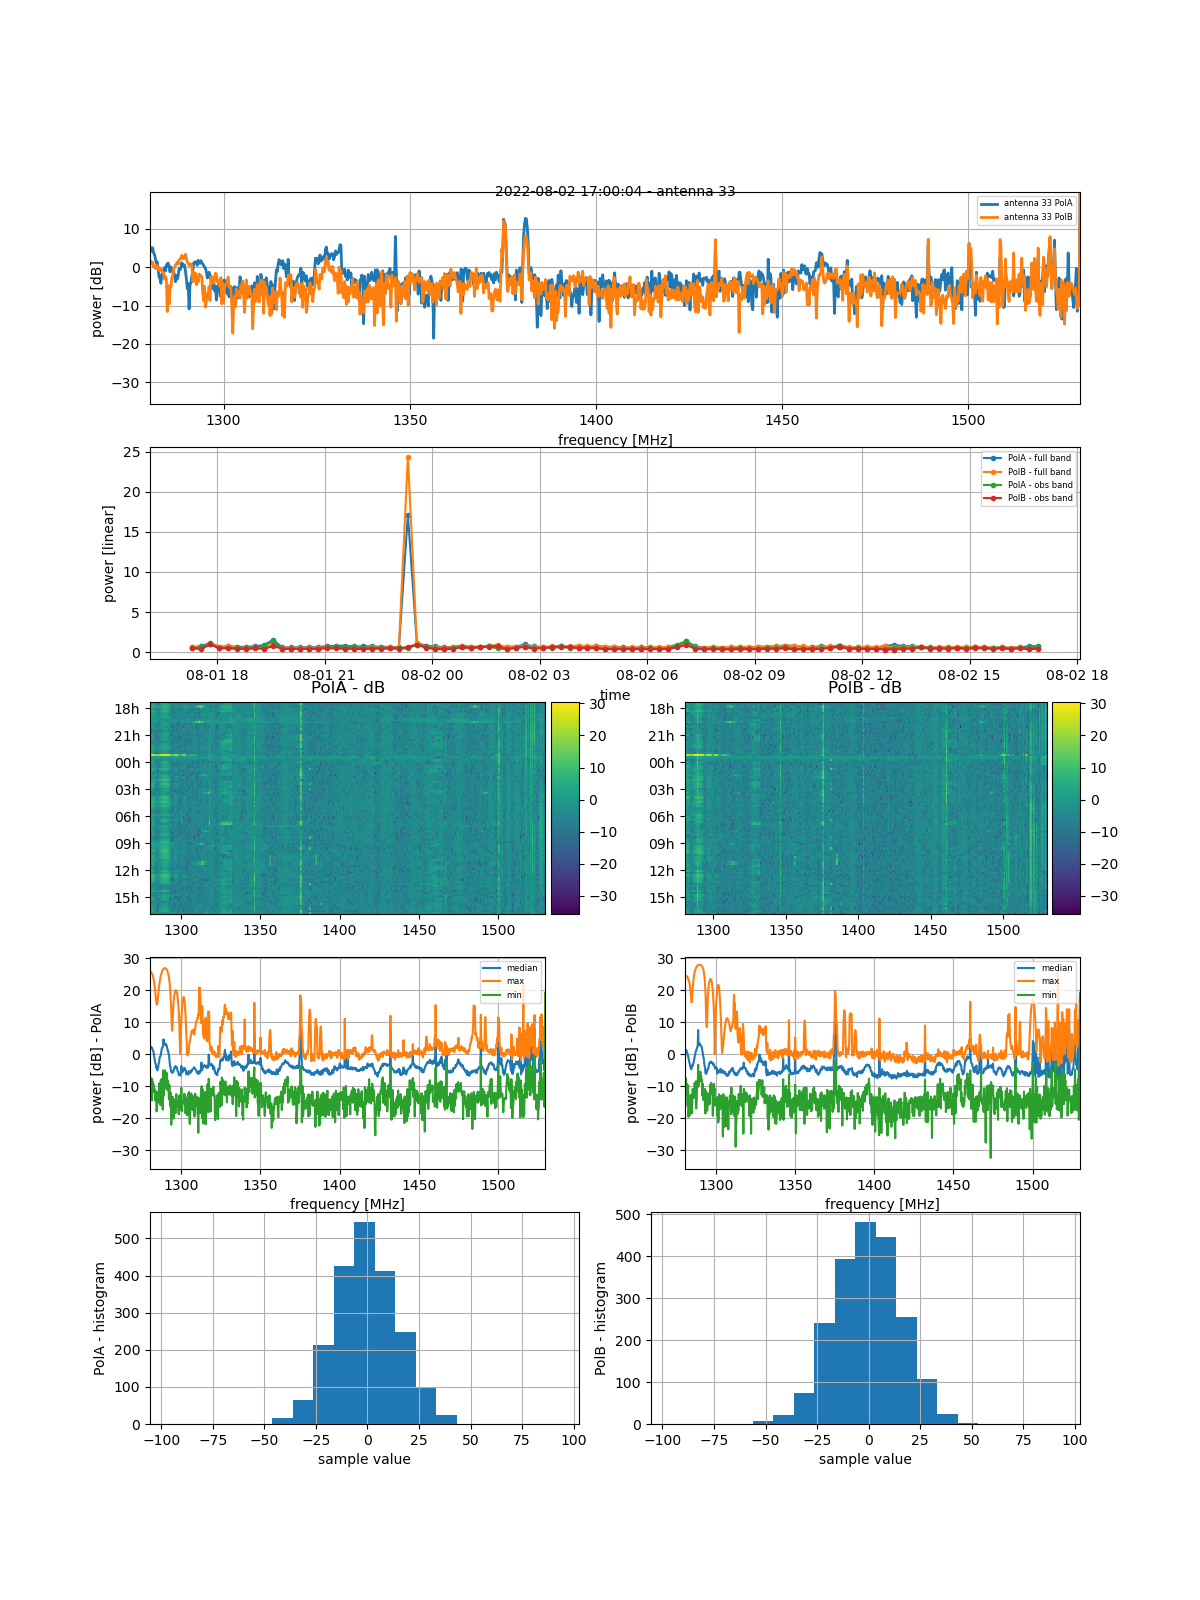 2022-08-02 17:00:04 - antenna 33
antenna 33 PolA
antenna 33 PolB
power [dB]
10
0
−10
−20
−30
1300 1350 1400 1450 1500
frequency [MHz]
PolA - full band
PolB - full band
PolA - obs band
PolB - obs band
power [linear]
25
20
15
10
5
0
08-01 18 08-01 21 08-02 00 08-02 03 08-02 06 08-02 09 08-02 12 08-02 15 08-02 18
time
PolA - dB
18h
21h
00h
03h
06h
09h
12h
15h
1300 1350 1400 1450 1500
30
20
10
0
−10
−20
−30
PolB - dB
18h
21h
00h
03h
06h
09h
12h
15h
1300 1350 1400 1450 1500
30
20
10
0
−10
−20
−30
power [dB] - PolA
30
20
10
0
−10
−20
−30
median
max
min
1300 1350 1400 1450 1500
frequency [MHz]
power [dB] - PolB
30
20
10
0
−10
−20
−30
median
max
min
1300 1350 1400 1450 1500
frequency [MHz]
PolA - histogram
500
400
300
200
100
0
−100 −75 −50 −25 0 25 50 75 100
sample value
PolB - histogram
500
400
300
200
100
0
−100 −75 −50 −25 0 25 50 75 100
sample value